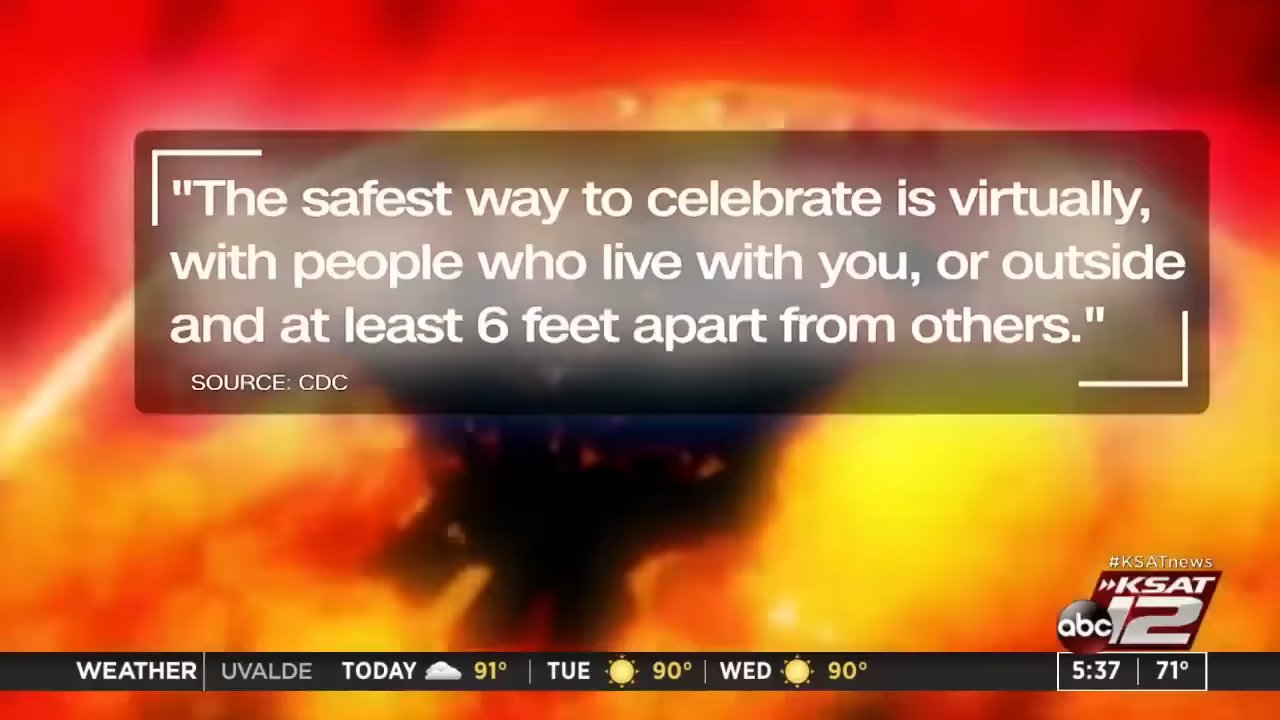 "The safest way to celebrate is virtually,
with people who live with you, or outside
and at least 6 feet apart from others."
SOURCE: CDC
#KSATnews
KSAT
abc 12
WEATHER UVALDE TODAY 91° TUE 90° WED 90° 5:37 71°